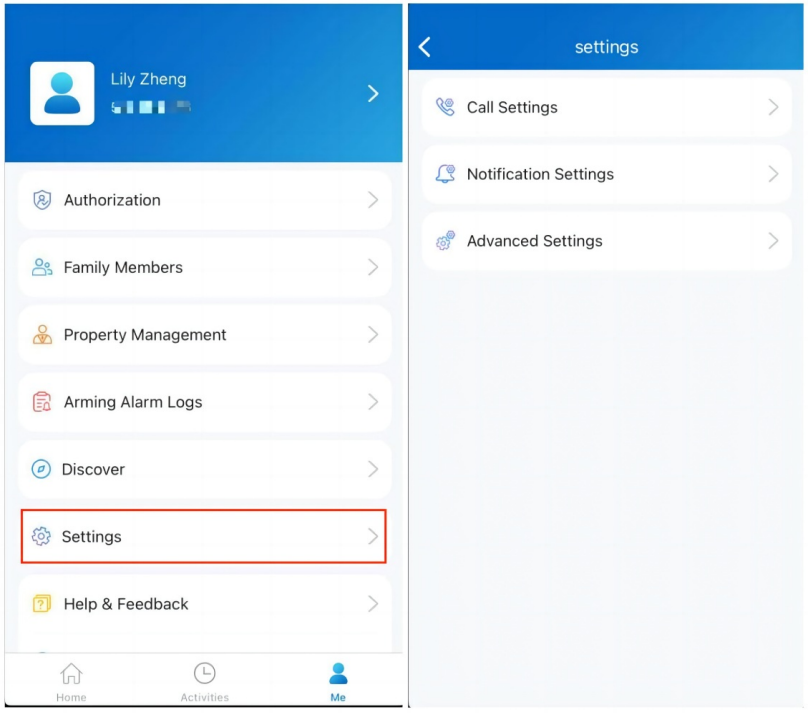 Lily Zheng
Authorization
Family Members
Property Management
Arming Alarm Logs
Discover
Settings
Help & Feedback
Home
Activities
Me
settings
Call Settings
Notification Settings
Advanced Settings